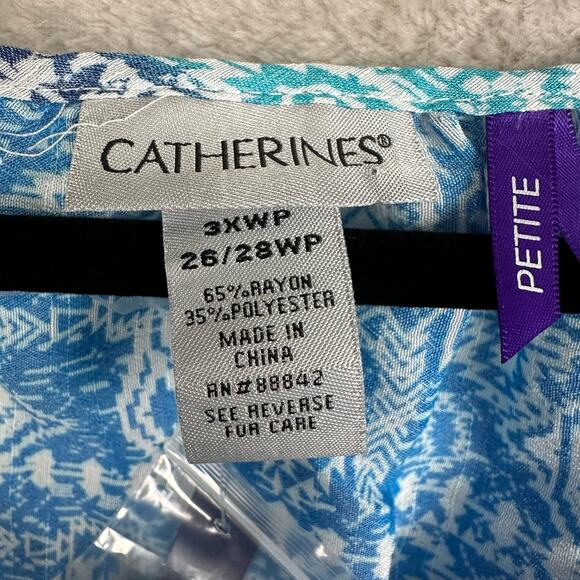 CATHERINES®
3XWP
26/28WP
65%RAYON
35%POLYESTER
MADE IN
CHINA
RN#88842
SEE REVERSE
FOR CARE
PETITE